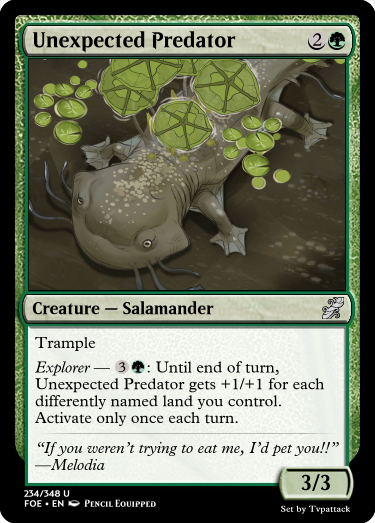 Unexpected Predator 2
Creature — Salamander
Trample
Explorer — 3: Until end of turn,
Unexpected Predator gets +1/+1 for each
differently named land you control.
Activate only once each turn.
“If you weren’t trying to eat me, I’d pet you!!”
—Melodia
3/3
234/348 U
FOE • EN Pencil Equipped
Set by Tvpattack